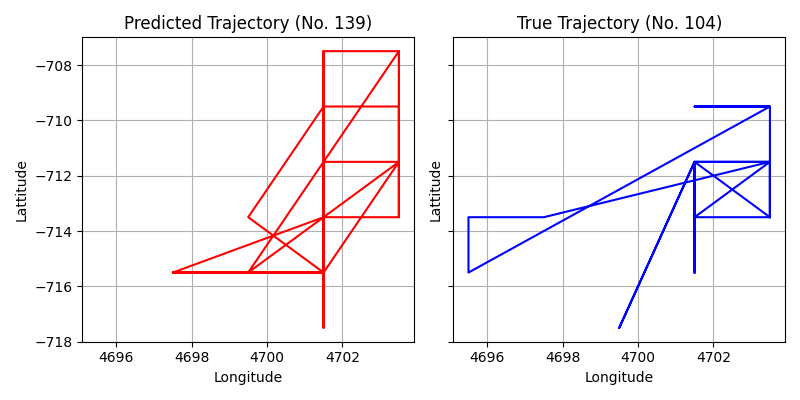 Predicted Trajectory (No. 139)
True Trajectory (No. 104)
Lattitude
−708
−710
−712
−714
−716
−718
4696
4698
4700
4702
Longitude
Lattitude
4696
4698
4700
4702
Longitude